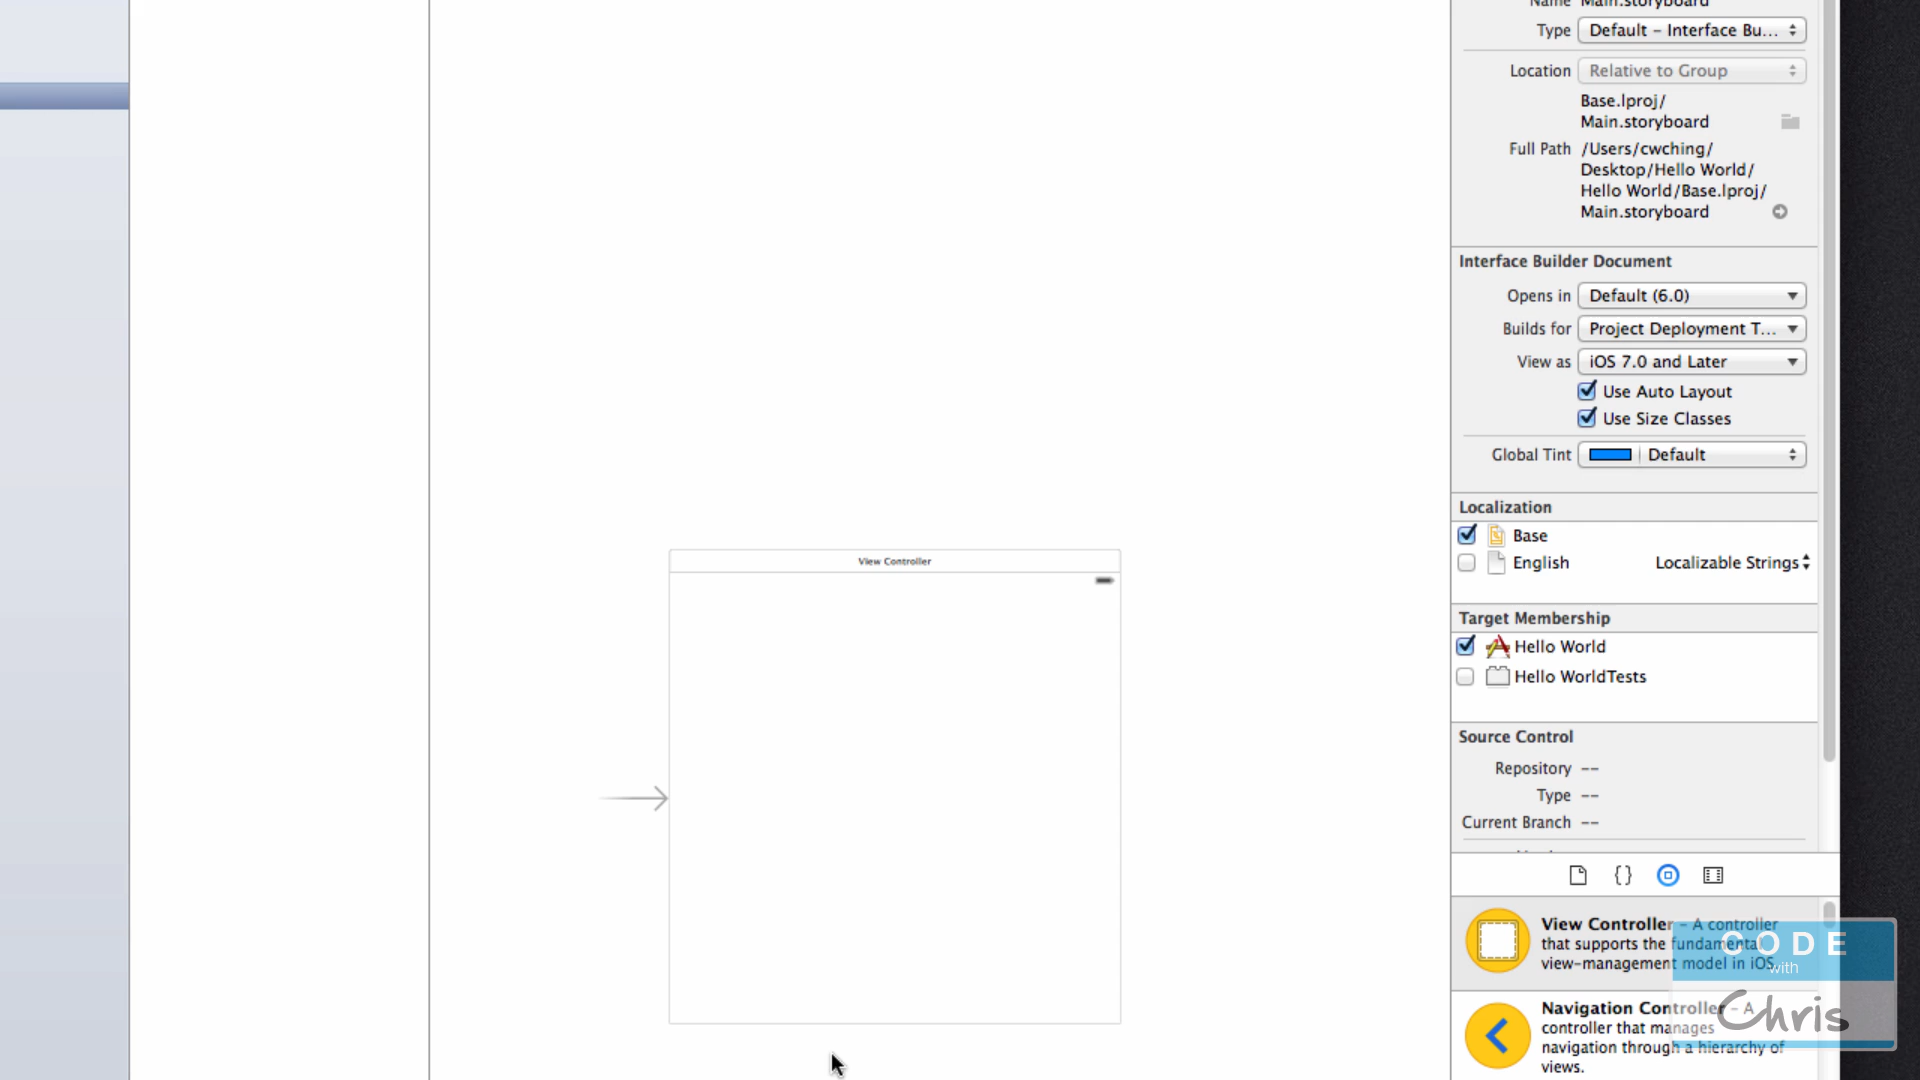 Name Main.storyboard
Type Default – Interface Bu...
Location Relative to Group
Base.lproj/
Main.storyboard
Full Path /Users/cwching/
Desktop/Hello World/
Hello World/Base.lproj/
Main.storyboard
Interface Builder Document
Opens in Default (6.0)
Builds for Project Deployment T...
View as iOS 7.0 and Later
Use Auto Layout
Use Size Classes
Global Tint Default
Localization
Base
English Localizable Strings
View Controller
Target Membership
Hello World
Hello WorldTests
Source Control
Repository --
Type --
Current Branch --
{}
View Controller – A controller
that supports the fundamental
view-management model in iOS.
Navigation Controller – A
controller that manages
navigation through a hierarchy of
views.
CODE
with
Chris